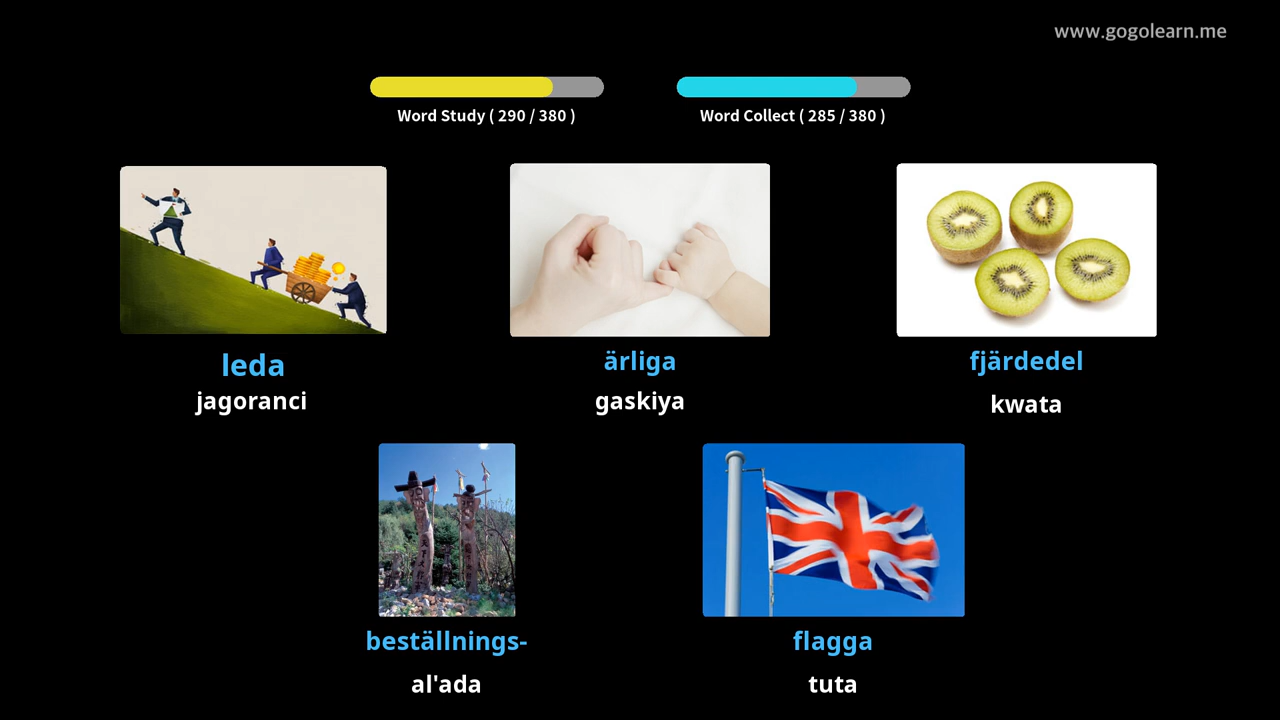 www.gogolearn.me
Word Study ( 290 / 380 )
Word Collect ( 285 / 380 )
leda
jagoranci
ärliga
gaskiya
fjärdedel
kwata
beställnings-
al'ada
flagga
tuta